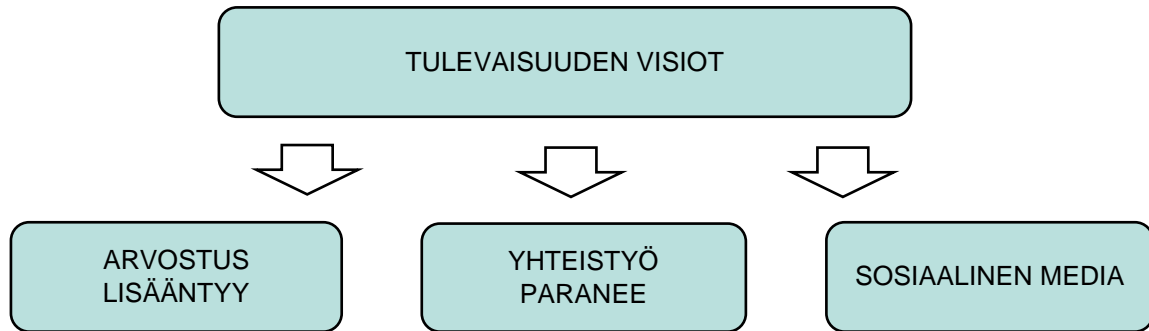 TULEVAISUUDEN VISIOT
ARVOSTUS
LISÄÄNTYY
YHTEISTYÖ
PARANEE
SOSIAALINEN MEDIA